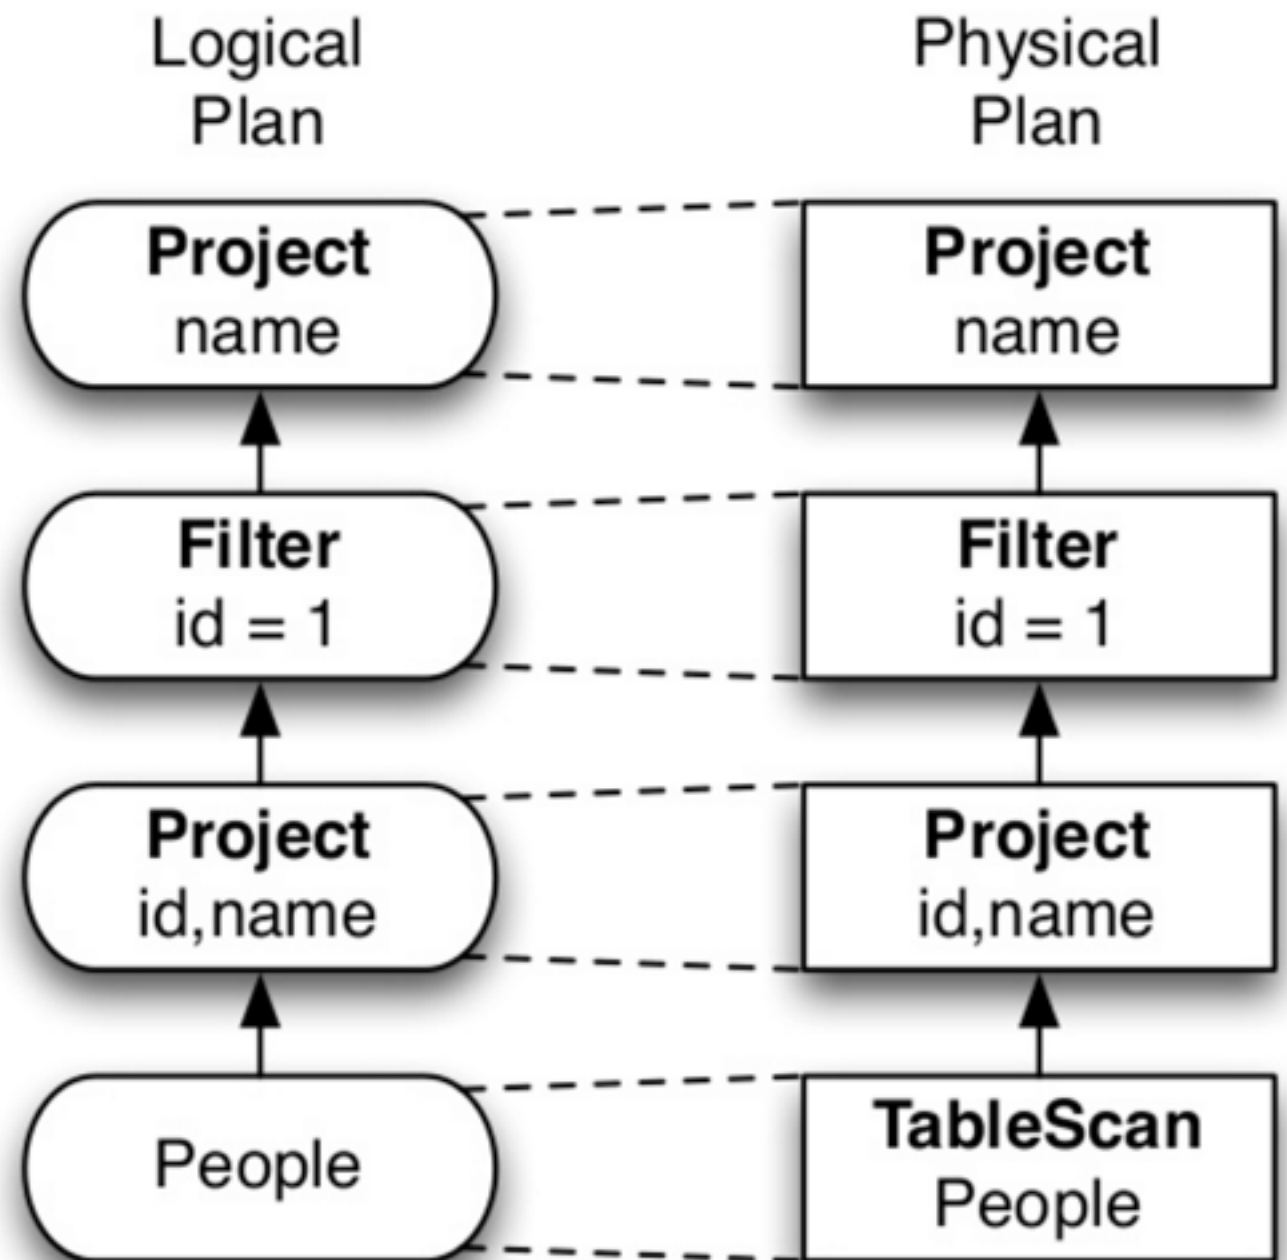 Logical
Plan
Physical
Plan
Project
name
Project
name
Filter
id = 1
Filter
id = 1
Project
id,name
Project
id,name
People
TableScan
People